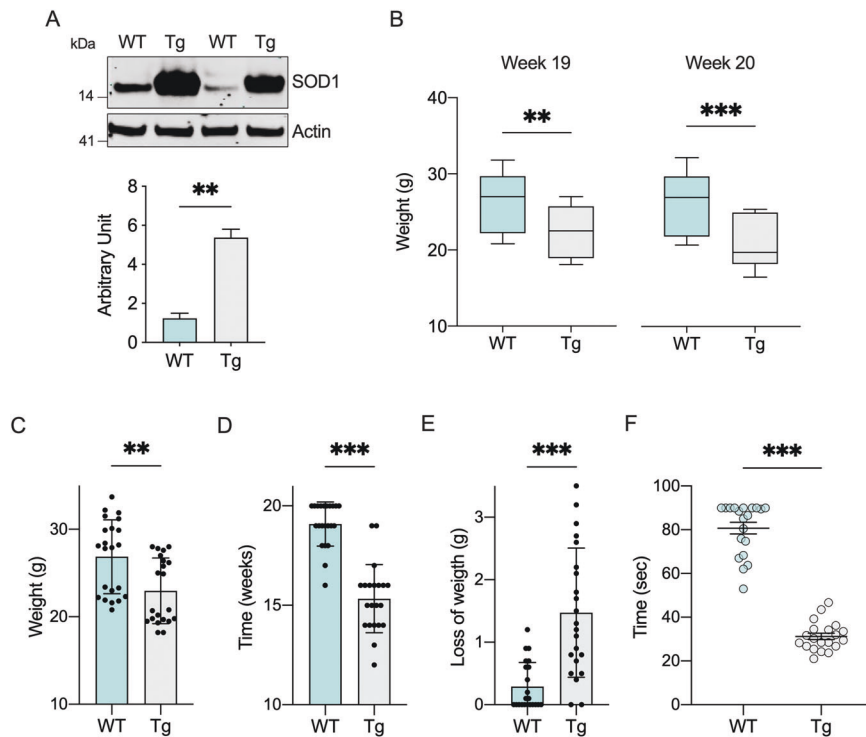 A
kDa WT Tg WT Tg
SOD1
14
Actin
41
**
8
6
4
2
0
Arbitrary Unit
WT Tg
B
Week 19 Week 20
** ***
40
30
20
10
Weight (g)
WT Tg WT Tg
C
**
30
20
10
Weight (g)
WT Tg
D
***
20
15
10
Time (weeks)
WT Tg
E
***
3
2
1
0
Loss of weigth (g)
WT Tg
F
***
100
80
60
40
20
0
Time (sec)
WT Tg